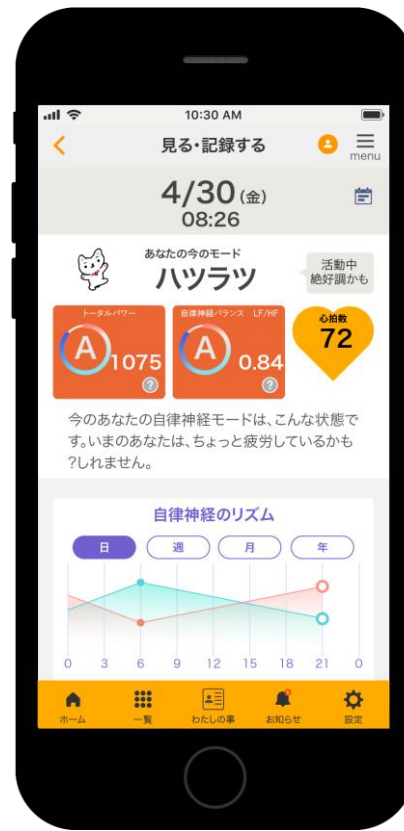 10:30 AM
見る・記録する
menu
4/30(金)
08:26
あなたの今のモード
ハツラツ
活動中
絶好調かも
トータルパワー
A 1075
?
自律神経バランス LF/HF
A 0.84
?
心拍数
72
今のあなたの自律神経モードは、こんな状態で
す。いまのあなたは、ちょっと疲労しているかも
?しれません。
自律神経のリズム
日 週 月 年
0 3 6 9 12 15 18 21 0
ホーム 一覧 わたしの事 お知らせ 設定